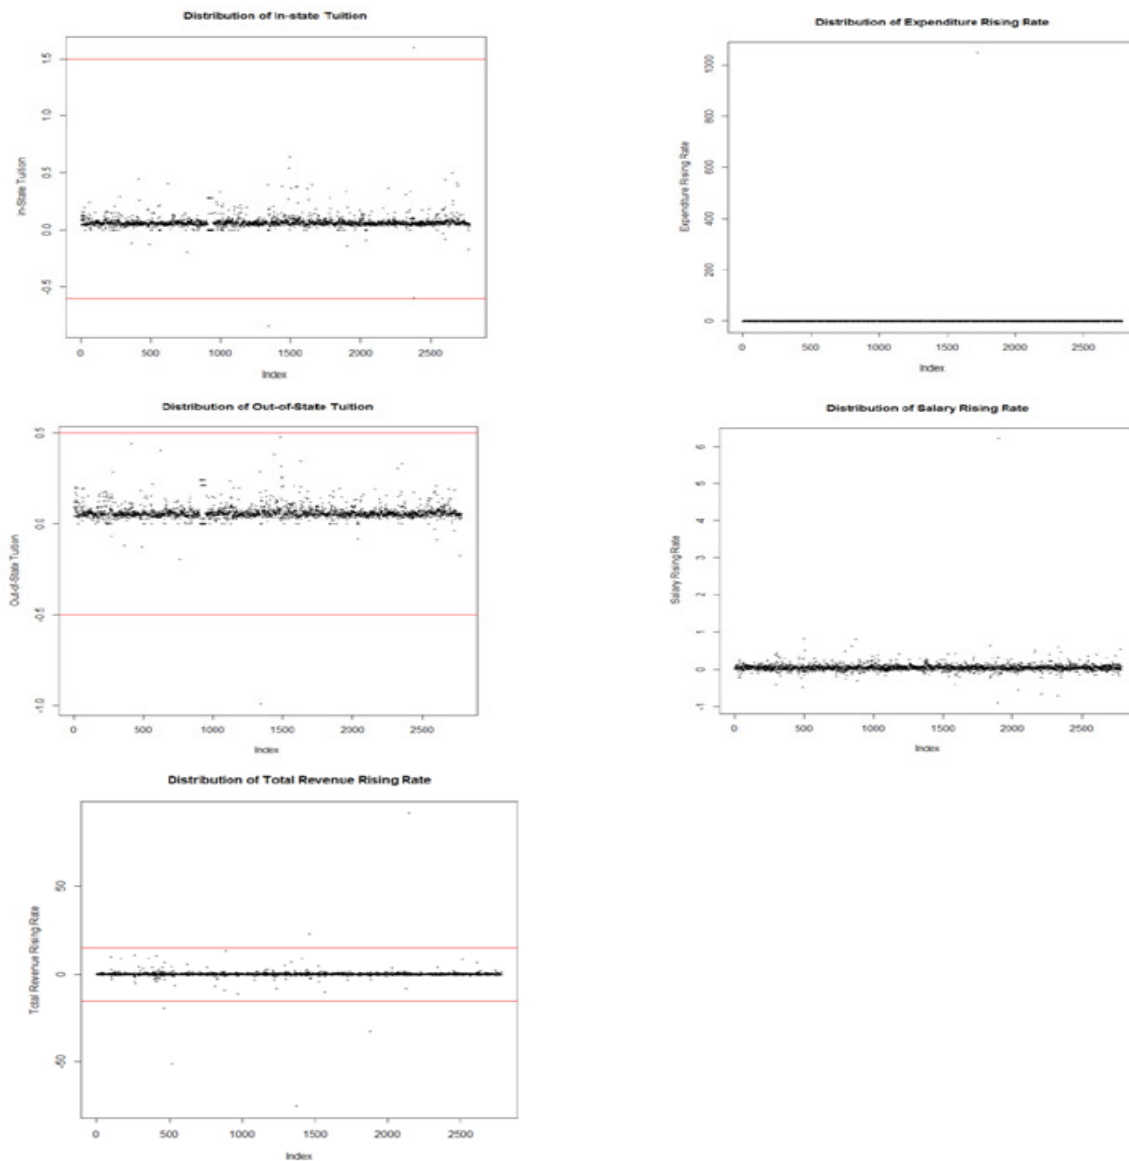 Distribution of In-state Tuition
In-State Tuition
1.5
1.0
0.5
0.0
-0.5
0 500 1000 1500 2000 2500
Index
Distribution of Expenditure Rising Rate
Expenditure Rising Rate
1000
800
600
400
200
0
0 500 1000 1500 2000 2500
Index
Distribution of Out-of-State Tuition
Out-of-State Tuition
0.5
0.0
-0.5
-1.0
0 500 1000 1500 2000 2500
Index
Distribution of Salary Rising Rate
Salary Rising Rate
6
5
4
3
2
1
0
-1
0 500 1000 1500 2000 2500
Index
Distribution of Total Revenue Rising Rate
Total Revenue Rising Rate
50
0
-50
0 500 1000 1500 2000 2500
Index